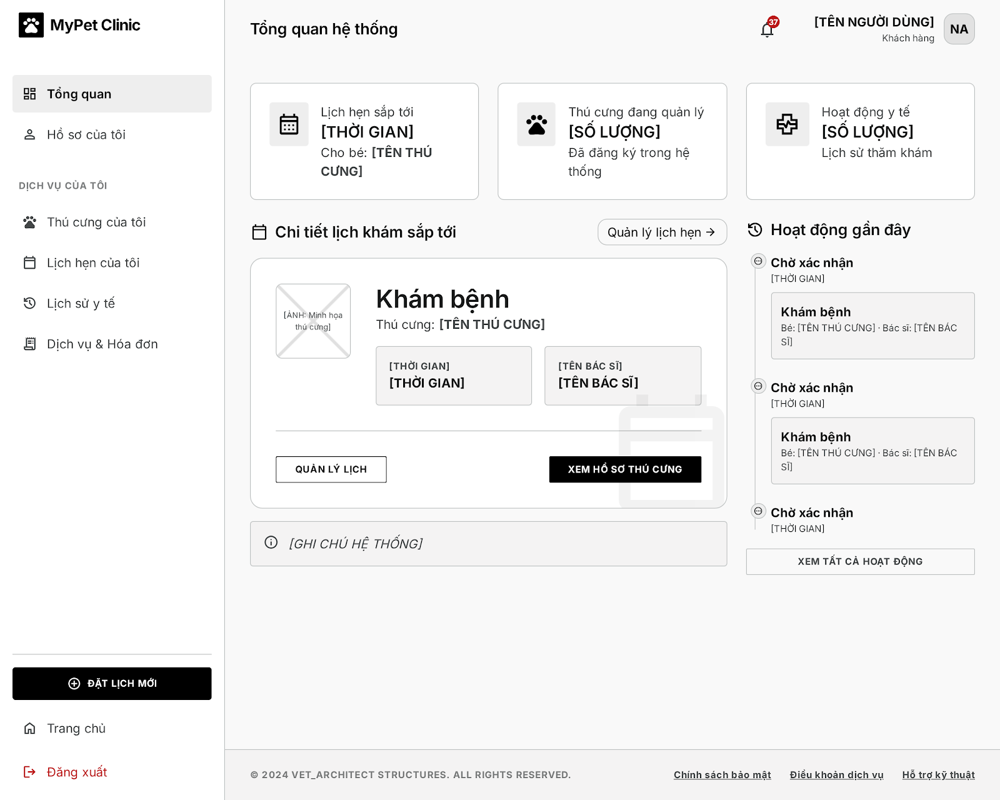 MyPet Clinic
Tổng quan
Hồ sơ của tôi
DỊCH VỤ CỦA TÔI
Thú cưng của tôi
Lịch hẹn của tôi
Lịch sử y tế
Dịch vụ & Hóa đơn
ĐẶT LỊCH MỚI
Trang chủ
Đăng xuất
Tổng quan hệ thống
37
[TÊN NGƯỜI DÙNG]
Khách hàng
NA
Lịch hẹn sắp tới
[THỜI GIAN]
Cho bé: [TÊN THÚ
CƯNG]
Thú cưng đang quản lý
[SỐ LƯỢNG]
Đã đăng ký trong hệ
thống
Hoạt động y tế
[SỐ LƯỢNG]
Lịch sử thăm khám
Chi tiết lịch khám sắp tới
Quản lý lịch hẹn →
[ẢNH: Minh họa
thú cưng]
Khám bệnh
Thú cưng: [TÊN THÚ CƯNG]
[THỜI GIAN]
[THỜI GIAN]
[TÊN BÁC SĨ]
[TÊN BÁC SĨ]
QUẢN LÝ LỊCH
XEM HỒ SƠ THÚ CƯNG
[GHI CHÚ HỆ THỐNG]
Hoạt động gần đây
Chờ xác nhận
[THỜI GIAN]
Khám bệnh
Bé: [TÊN THÚ CƯNG] · Bác sĩ: [TÊN BÁC
SĨ]
Chờ xác nhận
[THỜI GIAN]
Khám bệnh
Bé: [TÊN THÚ CƯNG] · Bác sĩ: [TÊN BÁC
SĨ]
Chờ xác nhận
[THỜI GIAN]
XEM TẤT CẢ HOẠT ĐỘNG
© 2024 VET_ARCHITECT STRUCTURES. ALL RIGHTS RESERVED.
Chính sách bảo mật
Điều khoản dịch vụ
Hỗ trợ kỹ thuật